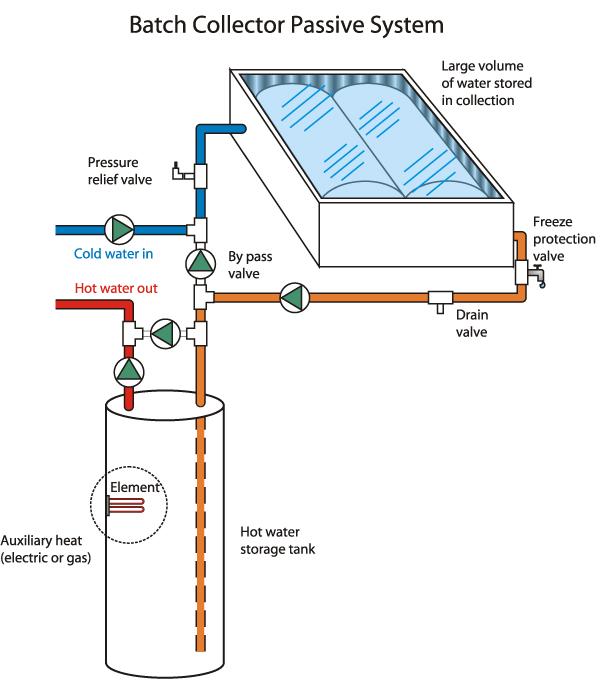 Batch Collector Passive System
Large volume
of water stored
in collection
Pressure
relief valve
Freeze
protection
valve
Cold water in
By pass
valve
Hot water out
Drain
valve
Element
Auxiliary heat
(electric or gas)
Hot water
storage tank